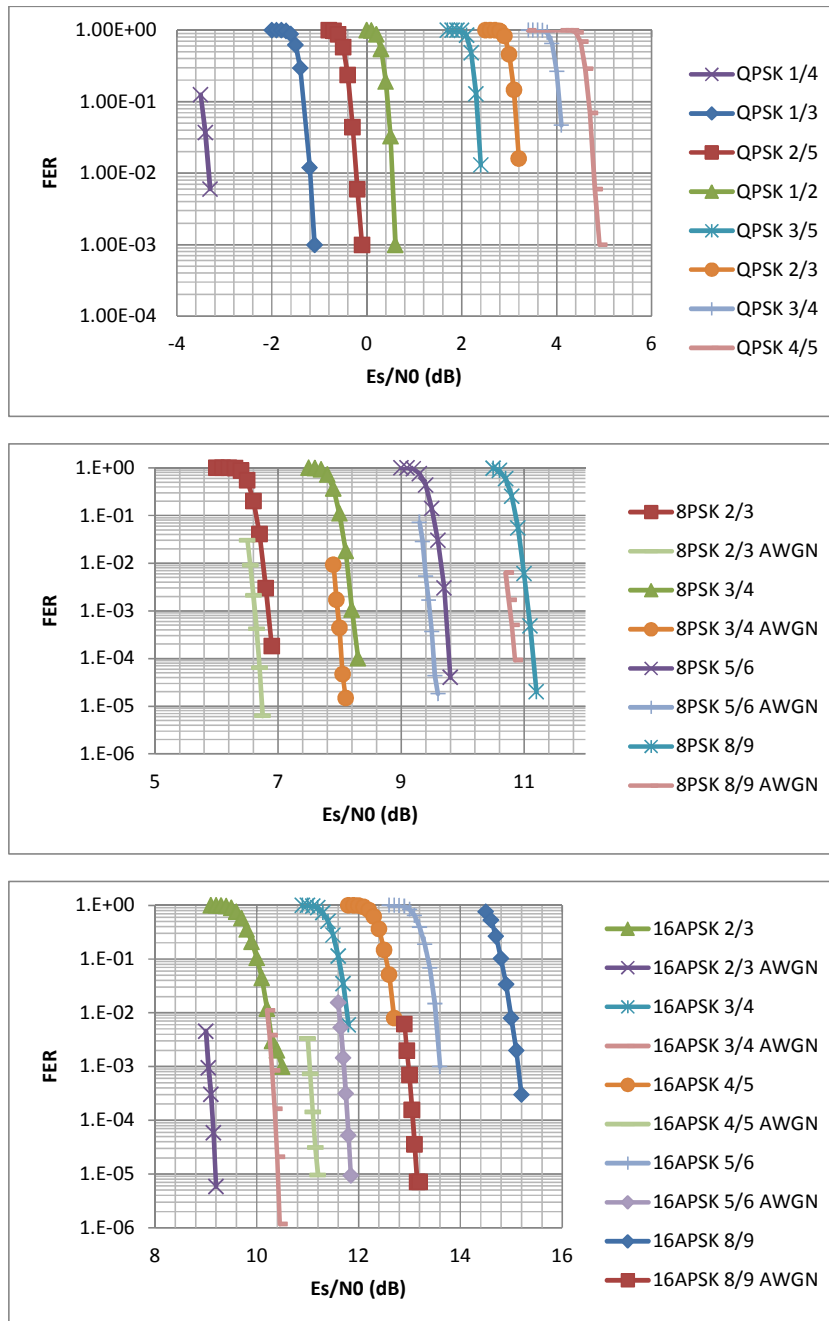 1.00E+00
1.00E-01
1.00E-02
1.00E-03
1.00E-04
FER
-4 -2 0 2 4 6
Es/N0 (dB)
QPSK 1/4
QPSK 1/3
QPSK 2/5
QPSK 1/2
QPSK 3/5
QPSK 2/3
QPSK 3/4
QPSK 4/5
1.E+00
1.E-01
1.E-02
1.E-03
1.E-04
1.E-05
1.E-06
FER
5 7 9 11
Es/N0 (dB)
8PSK 2/3
8PSK 2/3 AWGN
8PSK 3/4
8PSK 3/4 AWGN
8PSK 5/6
8PSK 5/6 AWGN
8PSK 8/9
8PSK 8/9 AWGN
1.E+00
1.E-01
1.E-02
1.E-03
1.E-04
1.E-05
1.E-06
FER
8 10 12 14 16
Es/N0 (dB)
16APSK 2/3
16APSK 2/3 AWGN
16APSK 3/4
16APSK 3/4 AWGN
16APSK 4/5
16APSK 4/5 AWGN
16APSK 5/6
16APSK 5/6 AWGN
16APSK 8/9
16APSK 8/9 AWGN